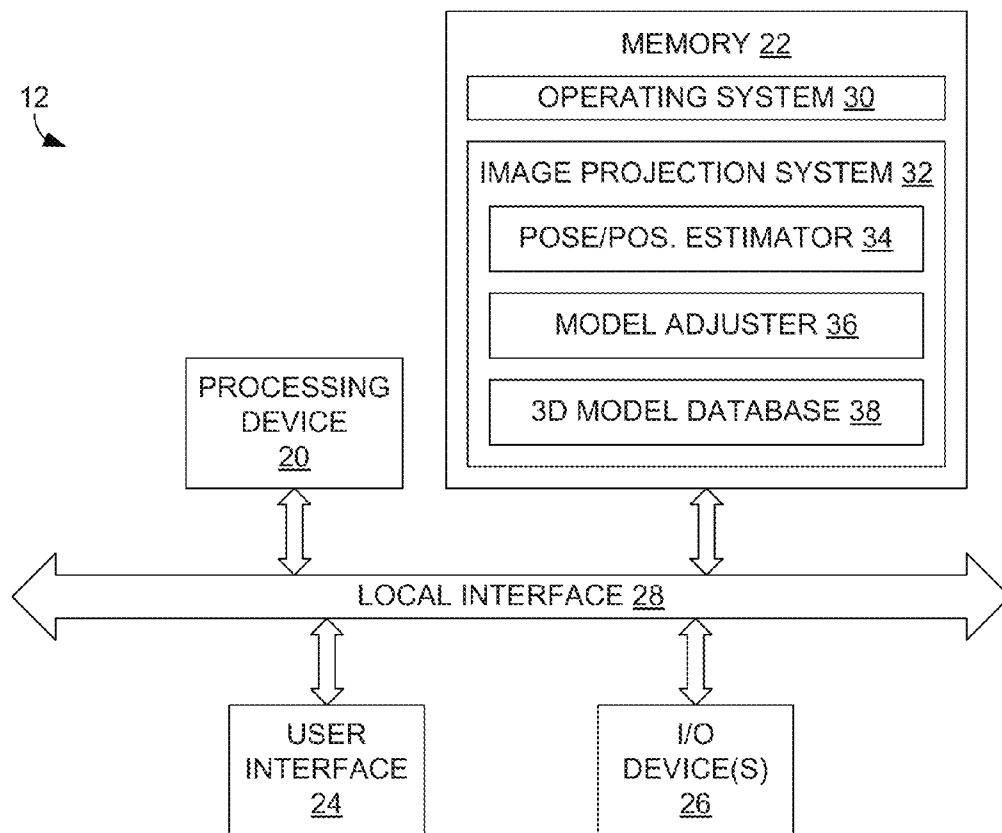 12
MEMORY 22
OPERATING SYSTEM 30
IMAGE PROJECTION SYSTEM 32
POSE/POS. ESTIMATOR 34
MODEL ADJUSTER 36
3D MODEL DATABASE 38
PROCESSING
DEVICE
20
LOCAL INTERFACE 28
USER
INTERFACE
24
I/O
DEVICE(S)
26